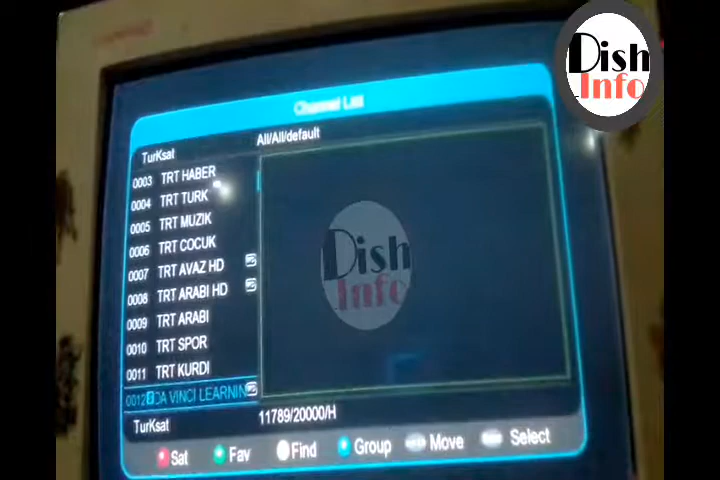 Dish
Info
Channel List
TurKsat
All/All/default
0003 TRT HABER
0004 TRT TURK
0005 TRT MUZIK
0006 TRT COCUK
0007 TRT AVAZ HD
0008 TRT ARABI HD
0009 TRT ARABI
0010 TRT SPOR
0011 TRT KURDI
0012 DA VINCI LEARNIN
Dish
Info
TurKsat
11789/20000/H
Sat Fav Find Group Move Select